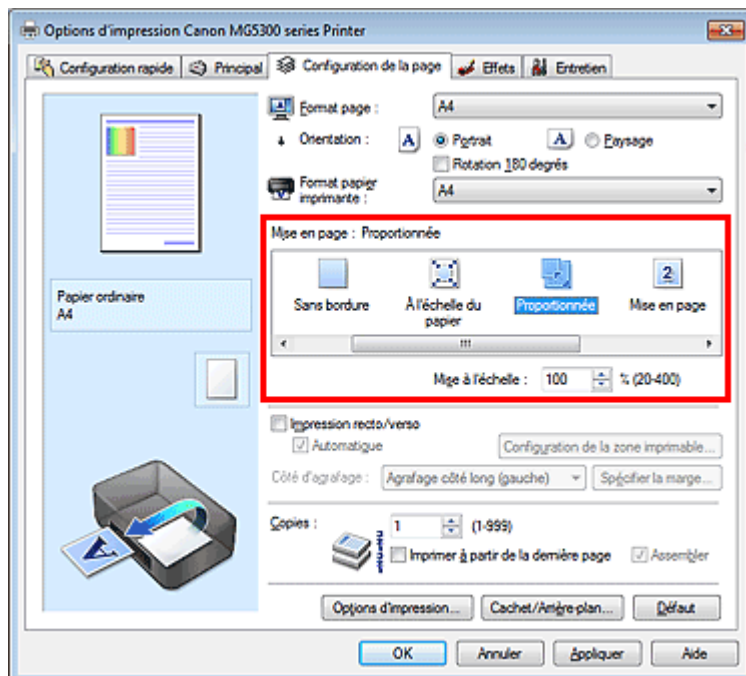 Options d'impression Canon MG5300 series Printer
Configuration rapide Principal Configuration de la page Effets Entretien
Format page : A4
Orientation : A Portrait A Paysage
Rotation 180 degrés
Format papier
imprimante : A4
Mise en page : Proportionnée
2
Sans bordure À l'échelle du papier Proportionnée Mise en page
Mise à l'échelle : 100 % (20-400)
Papier ordinaire
A4
Impression recto/verso
Automatique Configuration de la zone imprimable...
Côté d'agrafage : Agrafage côté long (gauche) Spécifier la marge...
Copies : 1 (1-999)
Imprimer à partir de la dernière page Assembler
A
Options d'impression... Cachet/Arrière-plan... Défaut
OK Annuler Appliquer Aide